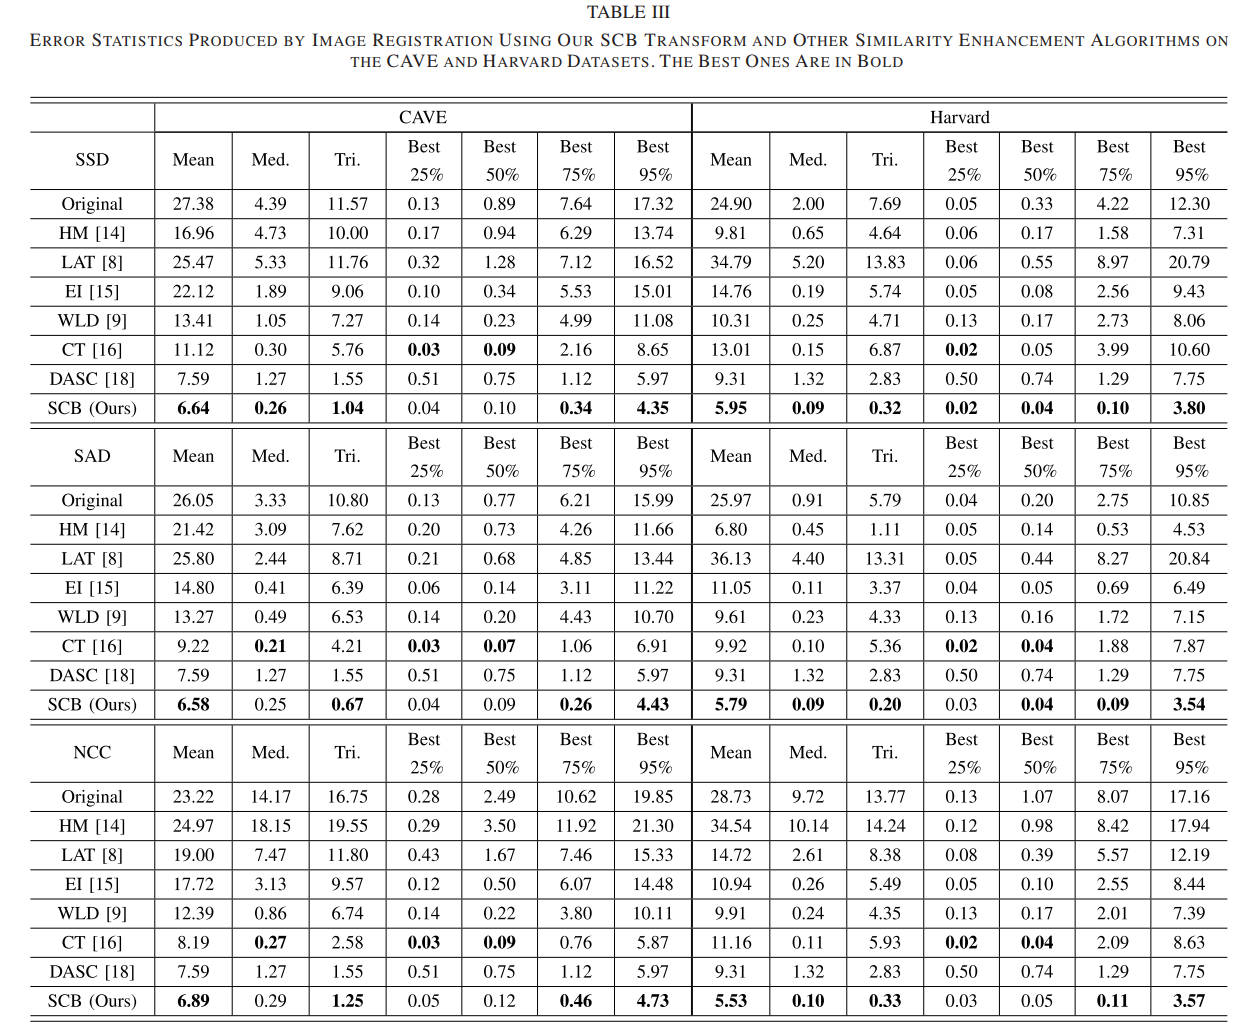 TABLE III
ERROR STATISTICS PRODUCED BY IMAGE REGISTRATION USING OUR SCB TRANSFORM AND OTHER SIMILARITY ENHANCEMENT ALGORITHMS ON
THE CAVE AND HARVARD DATASETS. THE BEST ONES ARE IN BOLD
CAVE Harvard
SSD Mean Med. Tri. Best 25% Best 50% Best 75% Best 95% Mean Med. Tri. Best 25% Best 50% Best 75% Best 95%
Original 27.38 4.39 11.57 0.13 0.89 7.64 17.32 24.90 2.00 7.69 0.05 0.33 4.22 12.30
HM [14] 16.96 4.73 10.00 0.17 0.94 6.29 13.74 9.81 0.65 4.64 0.06 0.17 1.58 7.31
LAT [8] 25.47 5.33 11.76 0.32 1.28 7.12 16.52 34.79 5.20 13.83 0.06 0.55 8.97 20.79
EI [15] 22.12 1.89 9.06 0.10 0.34 5.53 15.01 14.76 0.19 5.74 0.05 0.08 2.56 9.43
WLD [9] 13.41 1.05 7.27 0.14 0.23 4.99 11.08 10.31 0.25 4.71 0.13 0.17 2.73 8.06
CT [16] 11.12 0.30 5.76 0.03 0.09 2.16 8.65 13.01 0.15 6.87 0.02 0.05 3.99 10.60
DASC [18] 7.59 1.27 1.55 0.51 0.75 1.12 5.97 9.31 1.32 2.83 0.50 0.74 1.29 7.75
SCB (Ours) 6.64 0.26 1.04 0.04 0.10 0.34 4.35 5.95 0.09 0.32 0.02 0.04 0.10 3.80
SAD Mean Med. Tri. Best 25% Best 50% Best 75% Best 95% Mean Med. Tri. Best 25% Best 50% Best 75% Best 95%
Original 26.05 3.33 10.80 0.13 0.77 6.21 15.99 25.97 0.91 5.79 0.04 0.20 2.75 10.85
HM [14] 21.42 3.09 7.62 0.20 0.73 4.26 11.66 6.80 0.45 1.11 0.05 0.14 0.53 4.53
LAT [8] 25.80 2.44 8.71 0.21 0.68 4.85 13.44 36.13 4.40 13.31 0.05 0.44 8.27 20.84
EI [15] 14.80 0.41 6.39 0.06 0.14 3.11 11.22 11.05 0.11 3.37 0.04 0.05 0.69 6.49
WLD [9] 13.27 0.49 6.53 0.14 0.20 4.43 10.70 9.61 0.23 4.33 0.13 0.16 1.72 7.15
CT [16] 9.22 0.21 4.21 0.03 0.07 1.06 6.91 9.92 0.10 5.36 0.02 0.04 1.88 7.87
DASC [18] 7.59 1.27 1.55 0.51 0.75 1.12 5.97 9.31 1.32 2.83 0.50 0.74 1.29 7.75
SCB (Ours) 6.58 0.25 0.67 0.04 0.09 0.26 4.43 5.79 0.09 0.20 0.03 0.04 0.09 3.54
NCC Mean Med. Tri. Best 25% Best 50% Best 75% Best 95% Mean Med. Tri. Best 25% Best 50% Best 75% Best 95%
Original 23.22 14.17 16.75 0.28 2.49 10.62 19.85 28.73 9.72 13.77 0.13 1.07 8.07 17.16
HM [14] 24.97 18.15 19.55 0.29 3.50 11.92 21.30 34.54 10.14 14.24 0.12 0.98 8.42 17.94
LAT [8] 19.00 7.47 11.80 0.43 1.67 7.46 15.33 14.72 2.61 8.38 0.08 0.39 5.57 12.19
EI [15] 17.72 3.13 9.57 0.12 0.50 6.07 14.48 10.94 0.26 5.49 0.05 0.10 2.55 8.44
WLD [9] 12.39 0.86 6.74 0.14 0.22 3.80 10.11 9.91 0.24 4.35 0.13 0.17 2.01 7.39
CT [16] 8.19 0.27 2.58 0.03 0.09 0.76 5.87 11.16 0.11 5.93 0.02 0.04 2.09 8.63
DASC [18] 7.59 1.27 1.55 0.51 0.75 1.12 5.97 9.31 1.32 2.83 0.50 0.74 1.29 7.75
SCB (Ours) 6.89 0.29 1.25 0.05 0.12 0.46 4.73 5.53 0.10 0.33 0.03 0.05 0.11 3.57